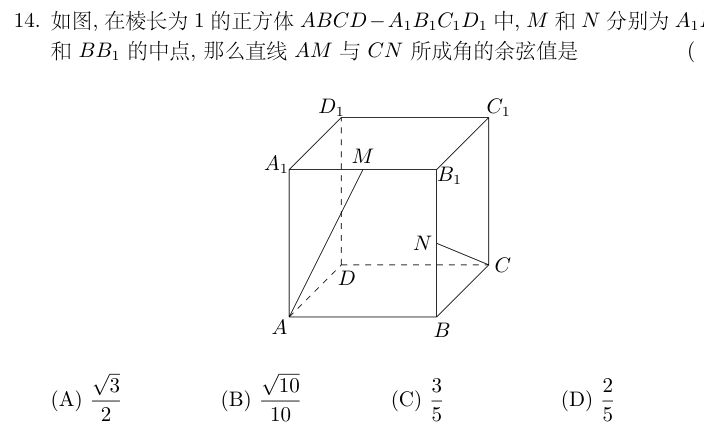 14. 如图, 在棱长为 1 的正方体 ABCD－A₁B₁C₁D₁ 中, M 和 N 分别为 A₁
和 BB₁ 的中点, 那么直线 AM 与 CN 所成角的余弦值是 (
D₁ C₁
A₁ M B₁
N
D C
A B
(A) √3/2 (B) √10/10 (C) 3/5 (D) 2/5